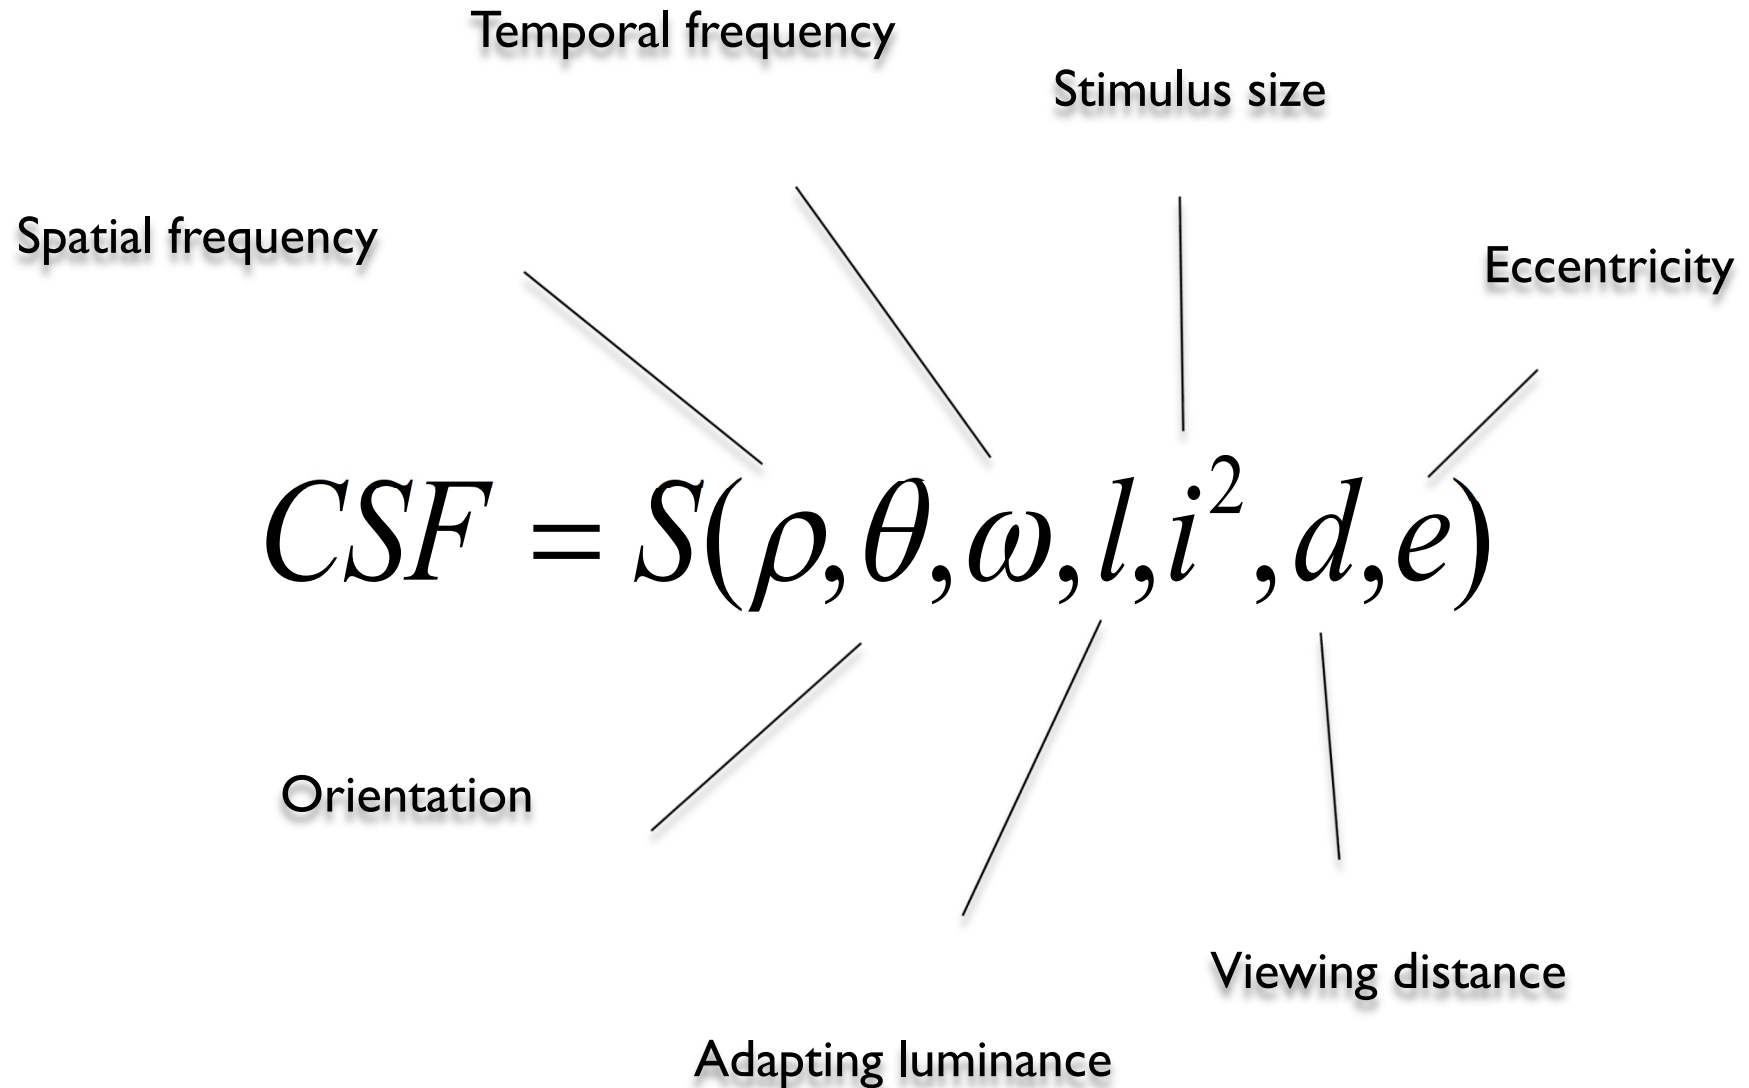 Temporal frequency
Stimulus size
Spatial frequency
Eccentricity
CSF = S(ρ,θ,ω,l,i²,d,e)
Orientation
Viewing distance
Adapting luminance